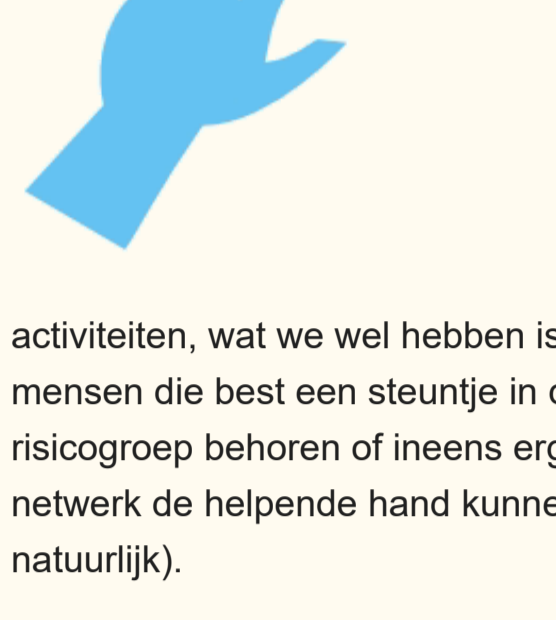 activiteiten, wat we wel hebben is
mensen die best een steuntje in
risicogroep behoren of ineens erg
netwerk de helpende hand kunne
natuurlijk).